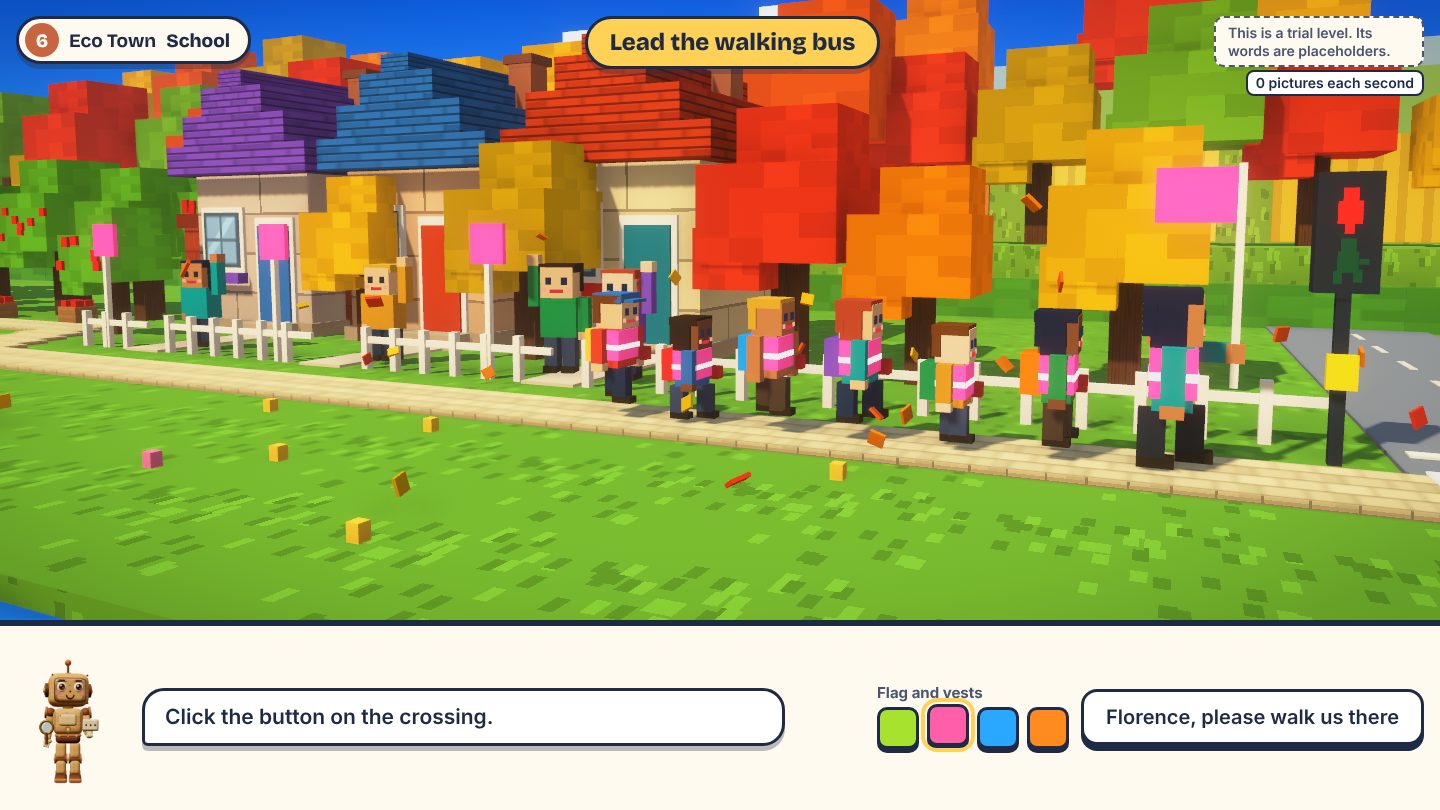 6 Eco Town School
Lead the walking bus
This is a trial level. Its
words are placeholders.
0 pictures each second
Click the button on the crossing.
Flag and vests
Florence, please walk us there